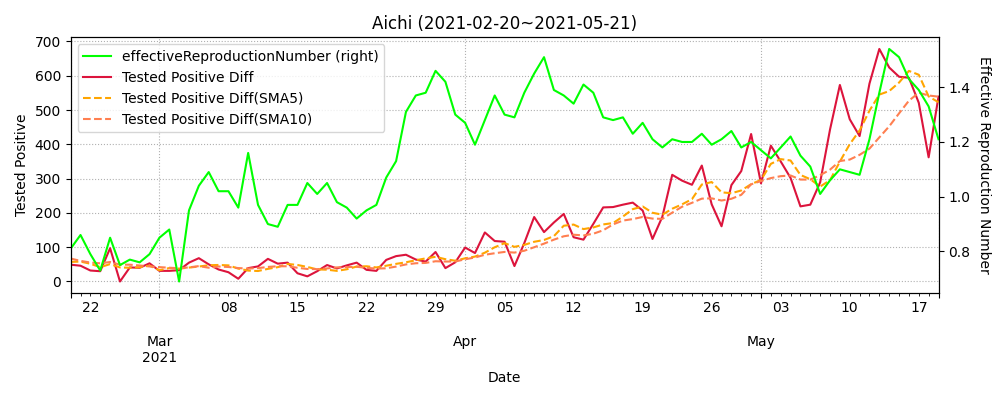 Aichi (2021-02-20~2021-05-21)
effectiveReproductionNumber (right)
Tested Positive Diff
Tested Positive Diff(SMA5)
Tested Positive Diff(SMA10)
Tested Positive
700
600
500
400
300
200
100
0
1.4
1.2
1.0
0.8
Effective Reproduction Number
22 08 15 22 29 05 12 19 26 03 10 17
Mar Apr May
2021
Date